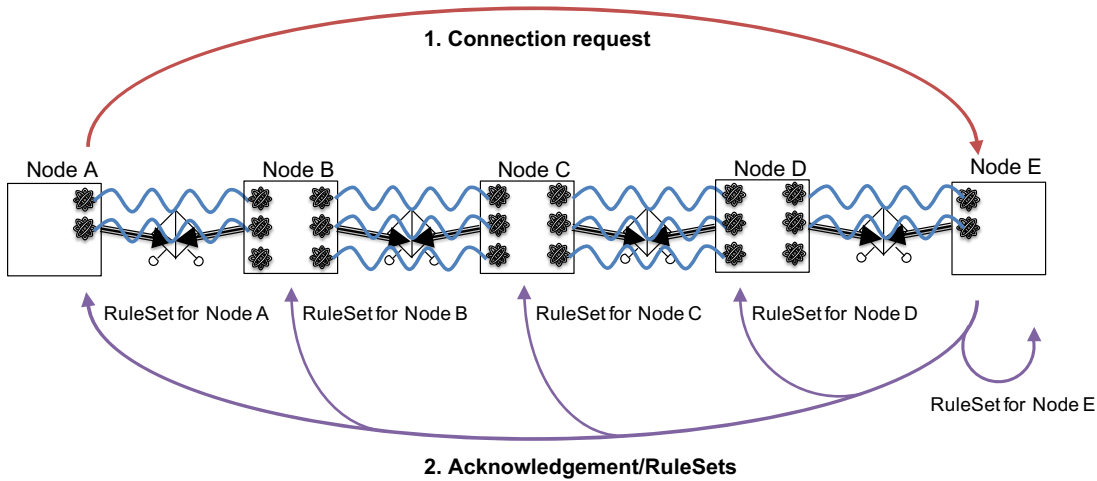 1. Connection request
Node A
Node B
Node C
Node D
Node E
RuleSet for Node A
RuleSet for Node B
RuleSet for Node C
RuleSet for Node D
RuleSet for Node E
2. Acknowledgement/RuleSets